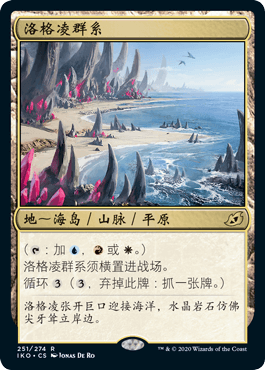 洛格凌群系
地～海岛／山脉／平原
（：加，或。）
洛格凌群系须横置进战场。
循环3（3，弃掉此牌：抓一张牌。）
洛格凌张开巨口迎接海洋，水晶岩石仿佛
尖牙耸立岸边。
251/274 R
IKO • CS JONAS DE RO
™ & © 2020 Wizards of the Coast